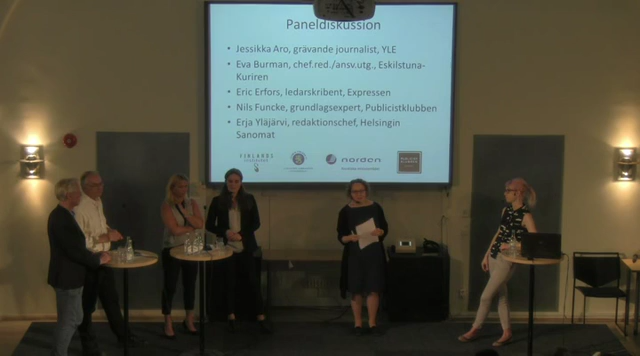 Paneldiskussion
• Jessikka Aro, grävande journalist, YLE
• Eva Burman, chef.red./ansv.utg., Eskilstuna-
Kuriren
• Eric Erfors, ledarskribent, Expressen
• Nils Funcke, grundlagsexpert, Publicistklubben
• Erja Yläjärvi, redaktionschef, Helsingin
Sanomat
FINLANDS
norden